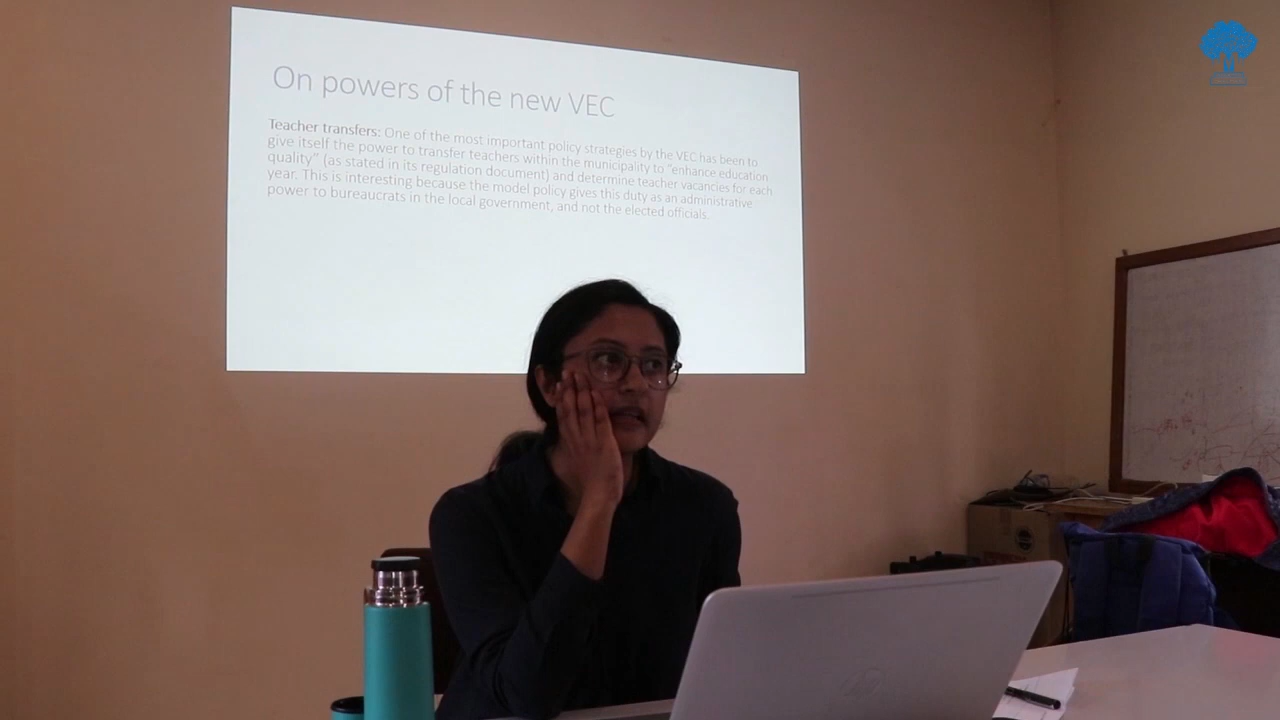 On powers of the new VEC
Teacher transfers: One of the most important policy strategies by the VEC has been to
give itself the power to transfer teachers within the municipality to "enhance education
quality" (as stated in its regulation document) and determine teacher vacancies for each
year. This is interesting because the model policy gives this duty as an administrative
power to bureaucrats in the local government, and not the elected officials.